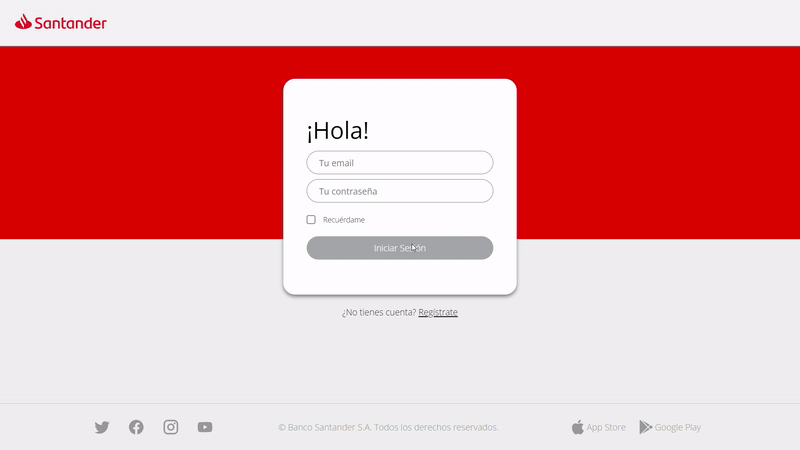 Santander
¡Hola!
Tu email
Tu contraseña
Recuérdame
Iniciar Sesión
¿No tienes cuenta? Regístrate
© Banco Santander S.A. Todos los derechos reservados.
App Store
Google Play